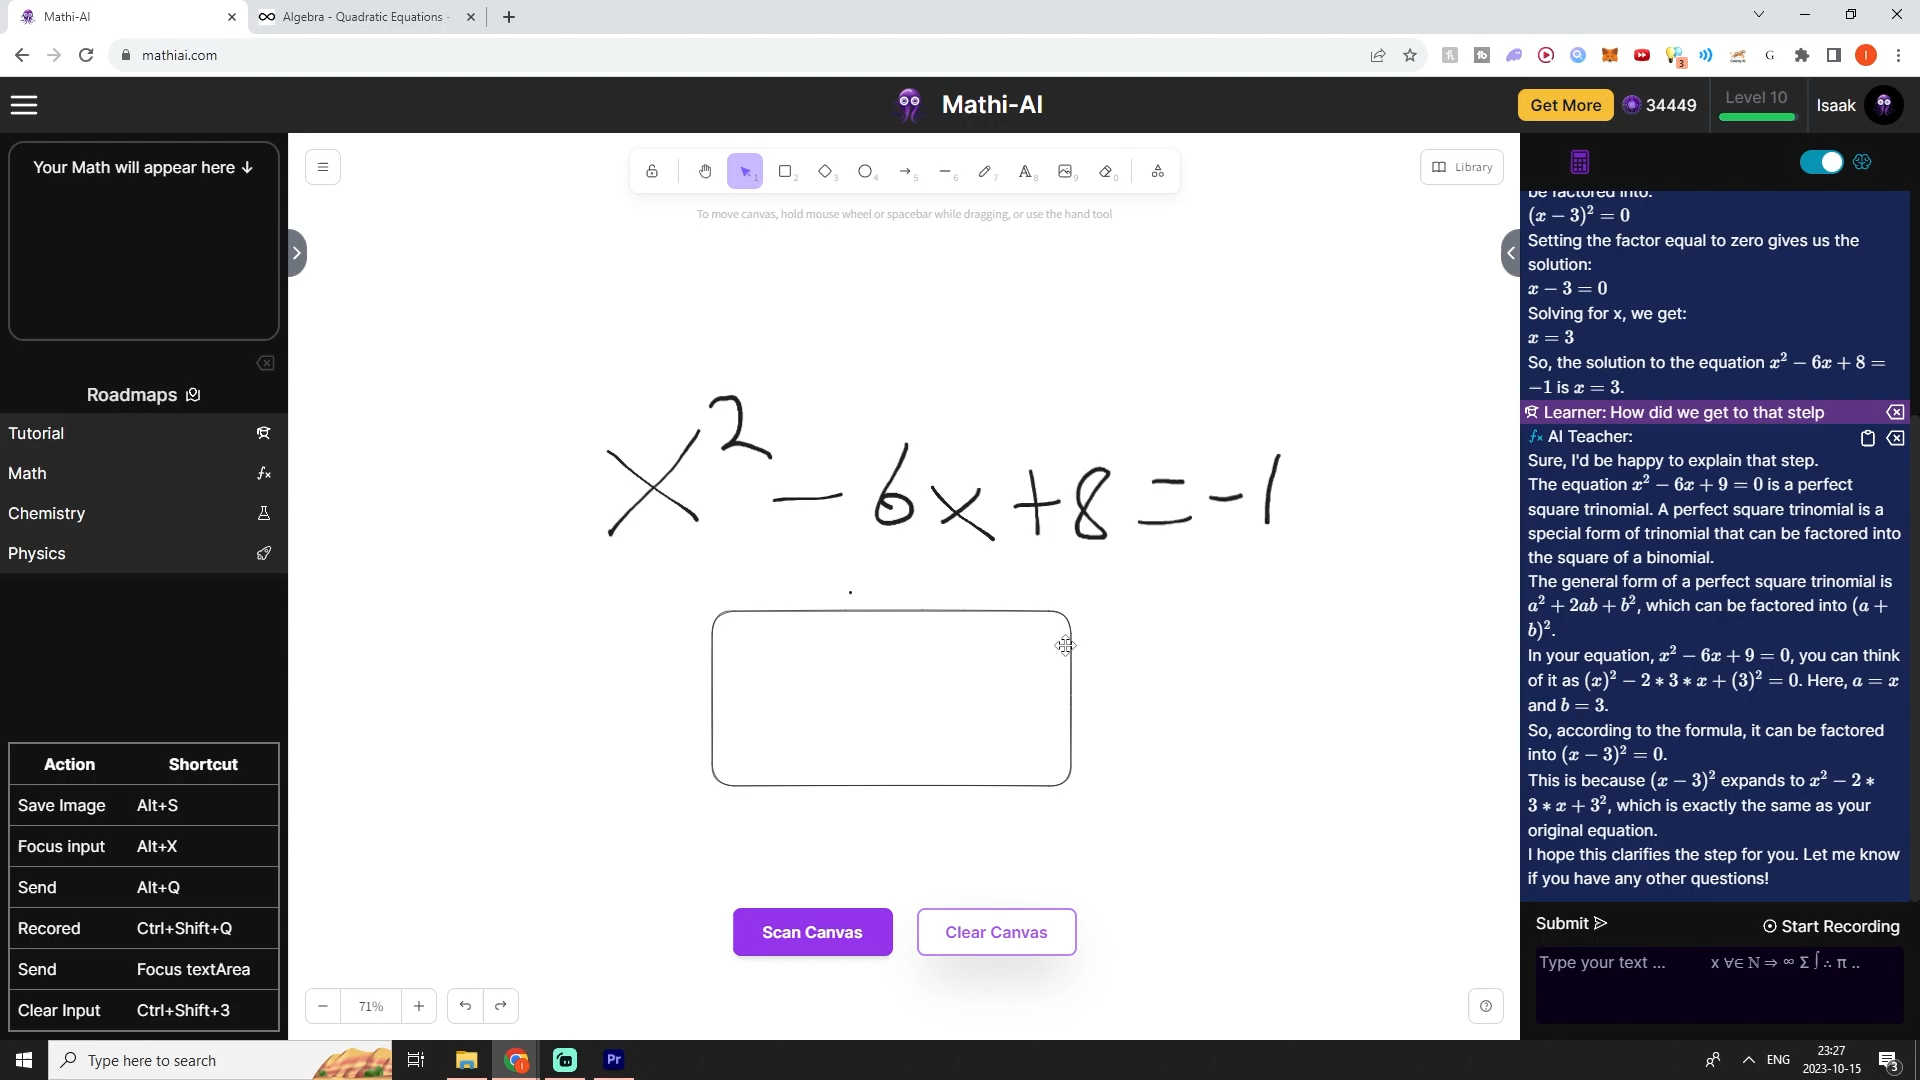 Mathi-AI
Algebra - Quadratic Equations -
mathiai.com
3
Mathi-AI
Get More
34449
Level 10
Isaak
Your Math will appear here ↓
Roadmaps
Tutorial
Math
Chemistry
Physics
Action Shortcut
Save Image Alt+S
Focus input Alt+X
Send Alt+Q
Recored Ctrl+Shift+Q
Send Focus textArea
Clear Input Ctrl+Shift+3
1 2 3 4 5 6 7 8 9 0
Library
To move canvas, hold mouse wheel or spacebar while dragging, or use the hand tool
x² − 6x + 8 = −1
Scan Canvas
Clear Canvas
71%
(x − 3)² = 0
Setting the factor equal to zero gives us the
solution:
x − 3 = 0
Solving for x, we get:
x = 3
So, the solution to the equation x² − 6x + 8 =
−1 is x = 3.
Learner: How did we get to that stelp
AI Teacher:
Sure, I'd be happy to explain that step.
The equation x² − 6x + 9 = 0 is a perfect
square trinomial. A perfect square trinomial is a
special form of trinomial that can be factored into
the square of a binomial.
The general form of a perfect square trinomial is
a² + 2ab + b², which can be factored into (a +
b)².
In your equation, x² − 6x + 9 = 0, you can think
of it as (x)² − 2 ∗ 3 ∗ x + (3)² = 0. Here, a = x
and b = 3.
So, according to the formula, it can be factored
into (x − 3)² = 0.
This is because (x − 3)² expands to x² − 2 ∗
3 ∗ x + 3², which is exactly the same as your
original equation.
I hope this clarifies the step for you. Let me know
if you have any other questions!
Submit
Start Recording
Type your text ... x ∀∈ ℕ ⇒ ∞ Σ ∫ ∴ π ..
Type here to search
Pr
ENG
23:27
2023-10-15
3